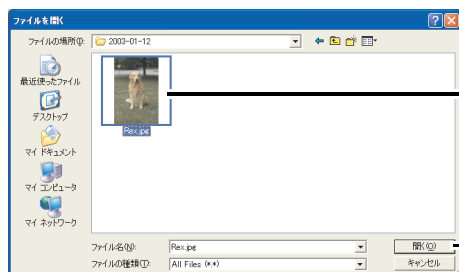 ファイルを開く
ファイルの場所(I):
2003-01-12
最近使ったファイル
デスクトップ
マイ ドキュメント
マイ コンピュータ
マイ ネットワーク
Rex.jpg
ファイル名(N):
Rex.jpg
開く(O)
ファイルの種類(T):
All Files (*.*)
キャンセル